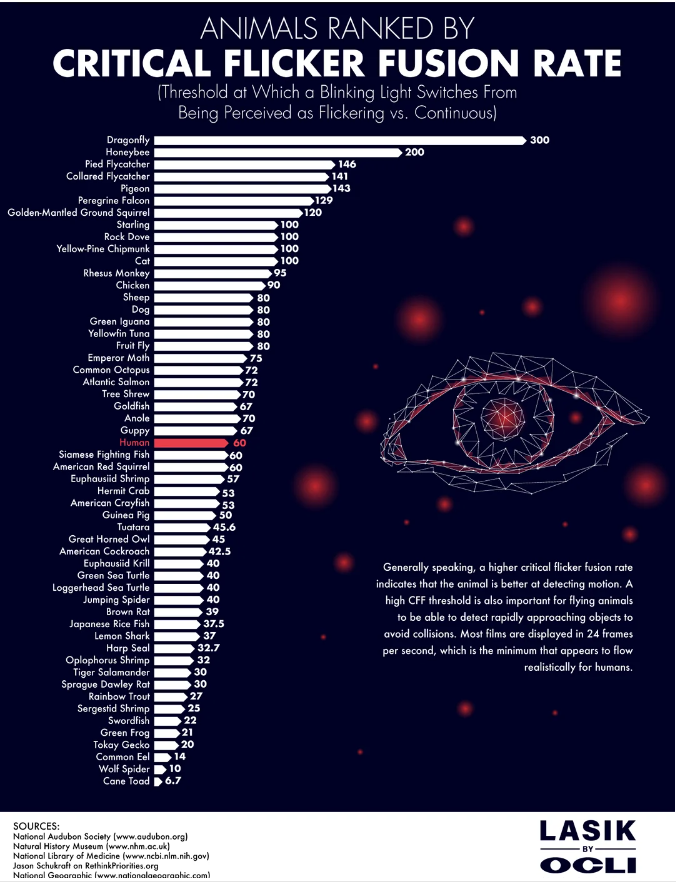 ANIMALS RANKED BY
CRITICAL FLICKER FUSION RATE
(Threshold at Which a Blinking Light Switches From
Being Perceived as Flickering vs. Continuous)
Dragonfly 300
Honeybee 200
Pied Flycatcher 146
Collared Flycatcher 141
Pigeon 143
Peregrine Falcon 129
Golden-Mantled Ground Squirrel 120
Starling 100
Rock Dove 100
Yellow-Pine Chipmunk 100
Cat 100
Rhesus Monkey 95
Chicken 90
Sheep 80
Dog 80
Green Iguana 80
Yellowfin Tuna 80
Fruit Fly 80
Emperor Moth 75
Common Octopus 72
Atlantic Salmon 72
Tree Shrew 70
Goldfish 67
Anole 70
Guppy 67
Human 60
Siamese Fighting Fish 60
American Red Squirrel 60
Euphausiid Shrimp 57
Hermit Crab 53
American Crayfish 53
Guinea Pig 50
Tuatara 45.6
Great Horned Owl 45
American Cockroach 42.5
Euphausiid Krill 40
Green Sea Turtle 40
Loggerhead Sea Turtle 40
Jumping Spider 40
Brown Rat 39
Japanese Rice Fish 37.5
Lemon Shark 37
Harp Seal 32.7
Oplophorus Shrimp 32
Tiger Salamander 30
Sprague Dawley Rat 30
Rainbow Trout 27
Sergestid Shrimp 25
Swordfish 22
Green Frog 21
Tokay Gecko 20
Common Eel 14
Wolf Spider 10
Cane Toad 6.7
Generally speaking, a higher critical flicker fusion rate
indicates that the animal is better at detecting motion. A
high CFF threshold is also important for flying animals
to be able to detect rapidly approaching objects to
avoid collisions. Most films are displayed in 24 frames
per second, which is the minimum that appears to flow
realistically for humans.
SOURCES:
National Audubon Society (www.audubon.org)
Natural History Museum (www.nhm.ac.uk)
National Library of Medicine (www.ncbi.nlm.nih.gov)
Jason Schukraft on RethinkPriorities.org
National Geographic (www.nationalgeographic.com)
LASIK
BY
OCLI